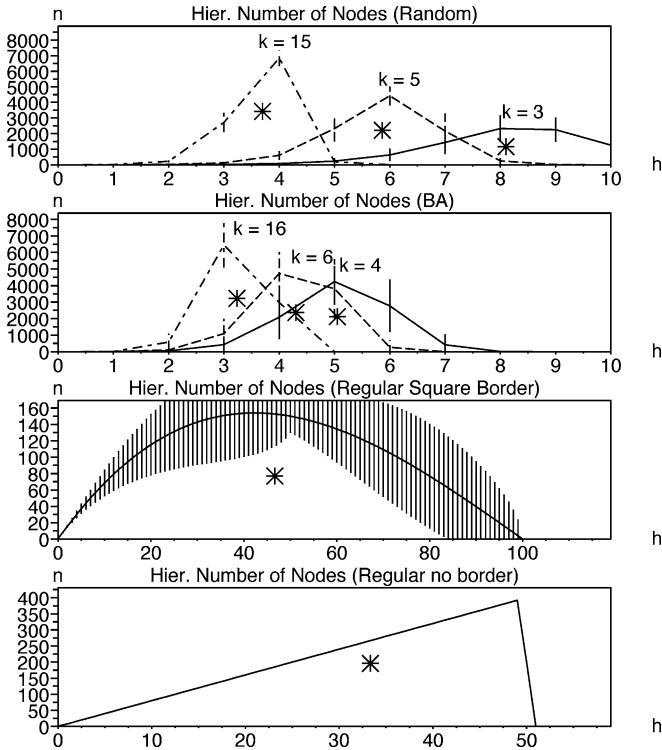 n Hier. Number of Nodes (Random)
k = 15
k = 5
k = 3
8000
7000
6000
5000
4000
3000
2000
1000
0
0 1 2 3 4 5 6 7 8 9 10 h
n Hier. Number of Nodes (BA)
k = 16
k = 6
k = 4
8000
7000
6000
5000
4000
3000
2000
1000
0
0 1 2 3 4 5 6 7 8 9 10 h
n Hier. Number of Nodes (Regular Square Border)
160
140
120
100
80
60
40
20
0
0 20 40 60 80 100 h
n Hier. Number of Nodes (Regular no border)
400
350
300
250
200
150
100
50
0
0 10 20 30 40 50 h